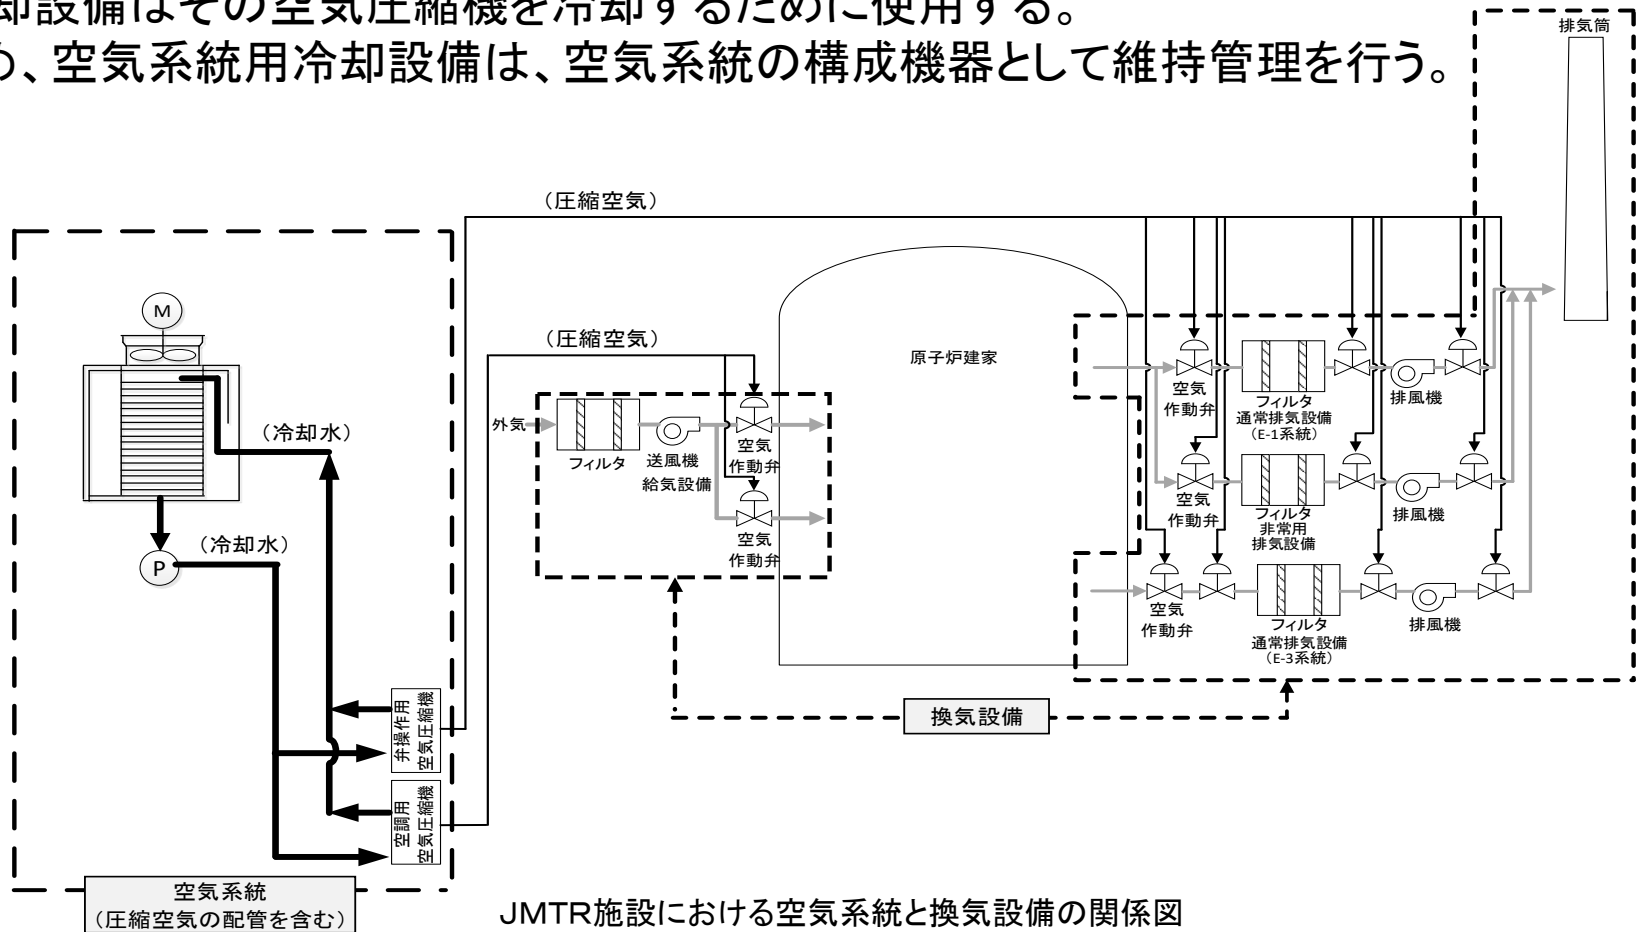 却設備はその空気圧縮機を冷却するために使用する。
、空気系統用冷却設備は、空気系統の構成機器として維持管理を行う。
排気筒
（圧縮空気）
M
（圧縮空気）
原子炉建家
（冷却水）
外気
フィルタ
送風機
給気設備
空気
作動弁
空気
作動弁
空気
作動弁
フィルタ
通常排気設備
（E-1系統）
排風機
空気
作動弁
フィルタ
非常用
排気設備
排風機
（冷却水）
P
空気
作動弁
フィルタ
通常排気設備
（E-3系統）
排風機
弁操作用
空気圧縮機
換気設備
空調用
空気圧縮機
空気系統
（圧縮空気の配管を含む）
JMTR施設における空気系統と換気設備の関係図